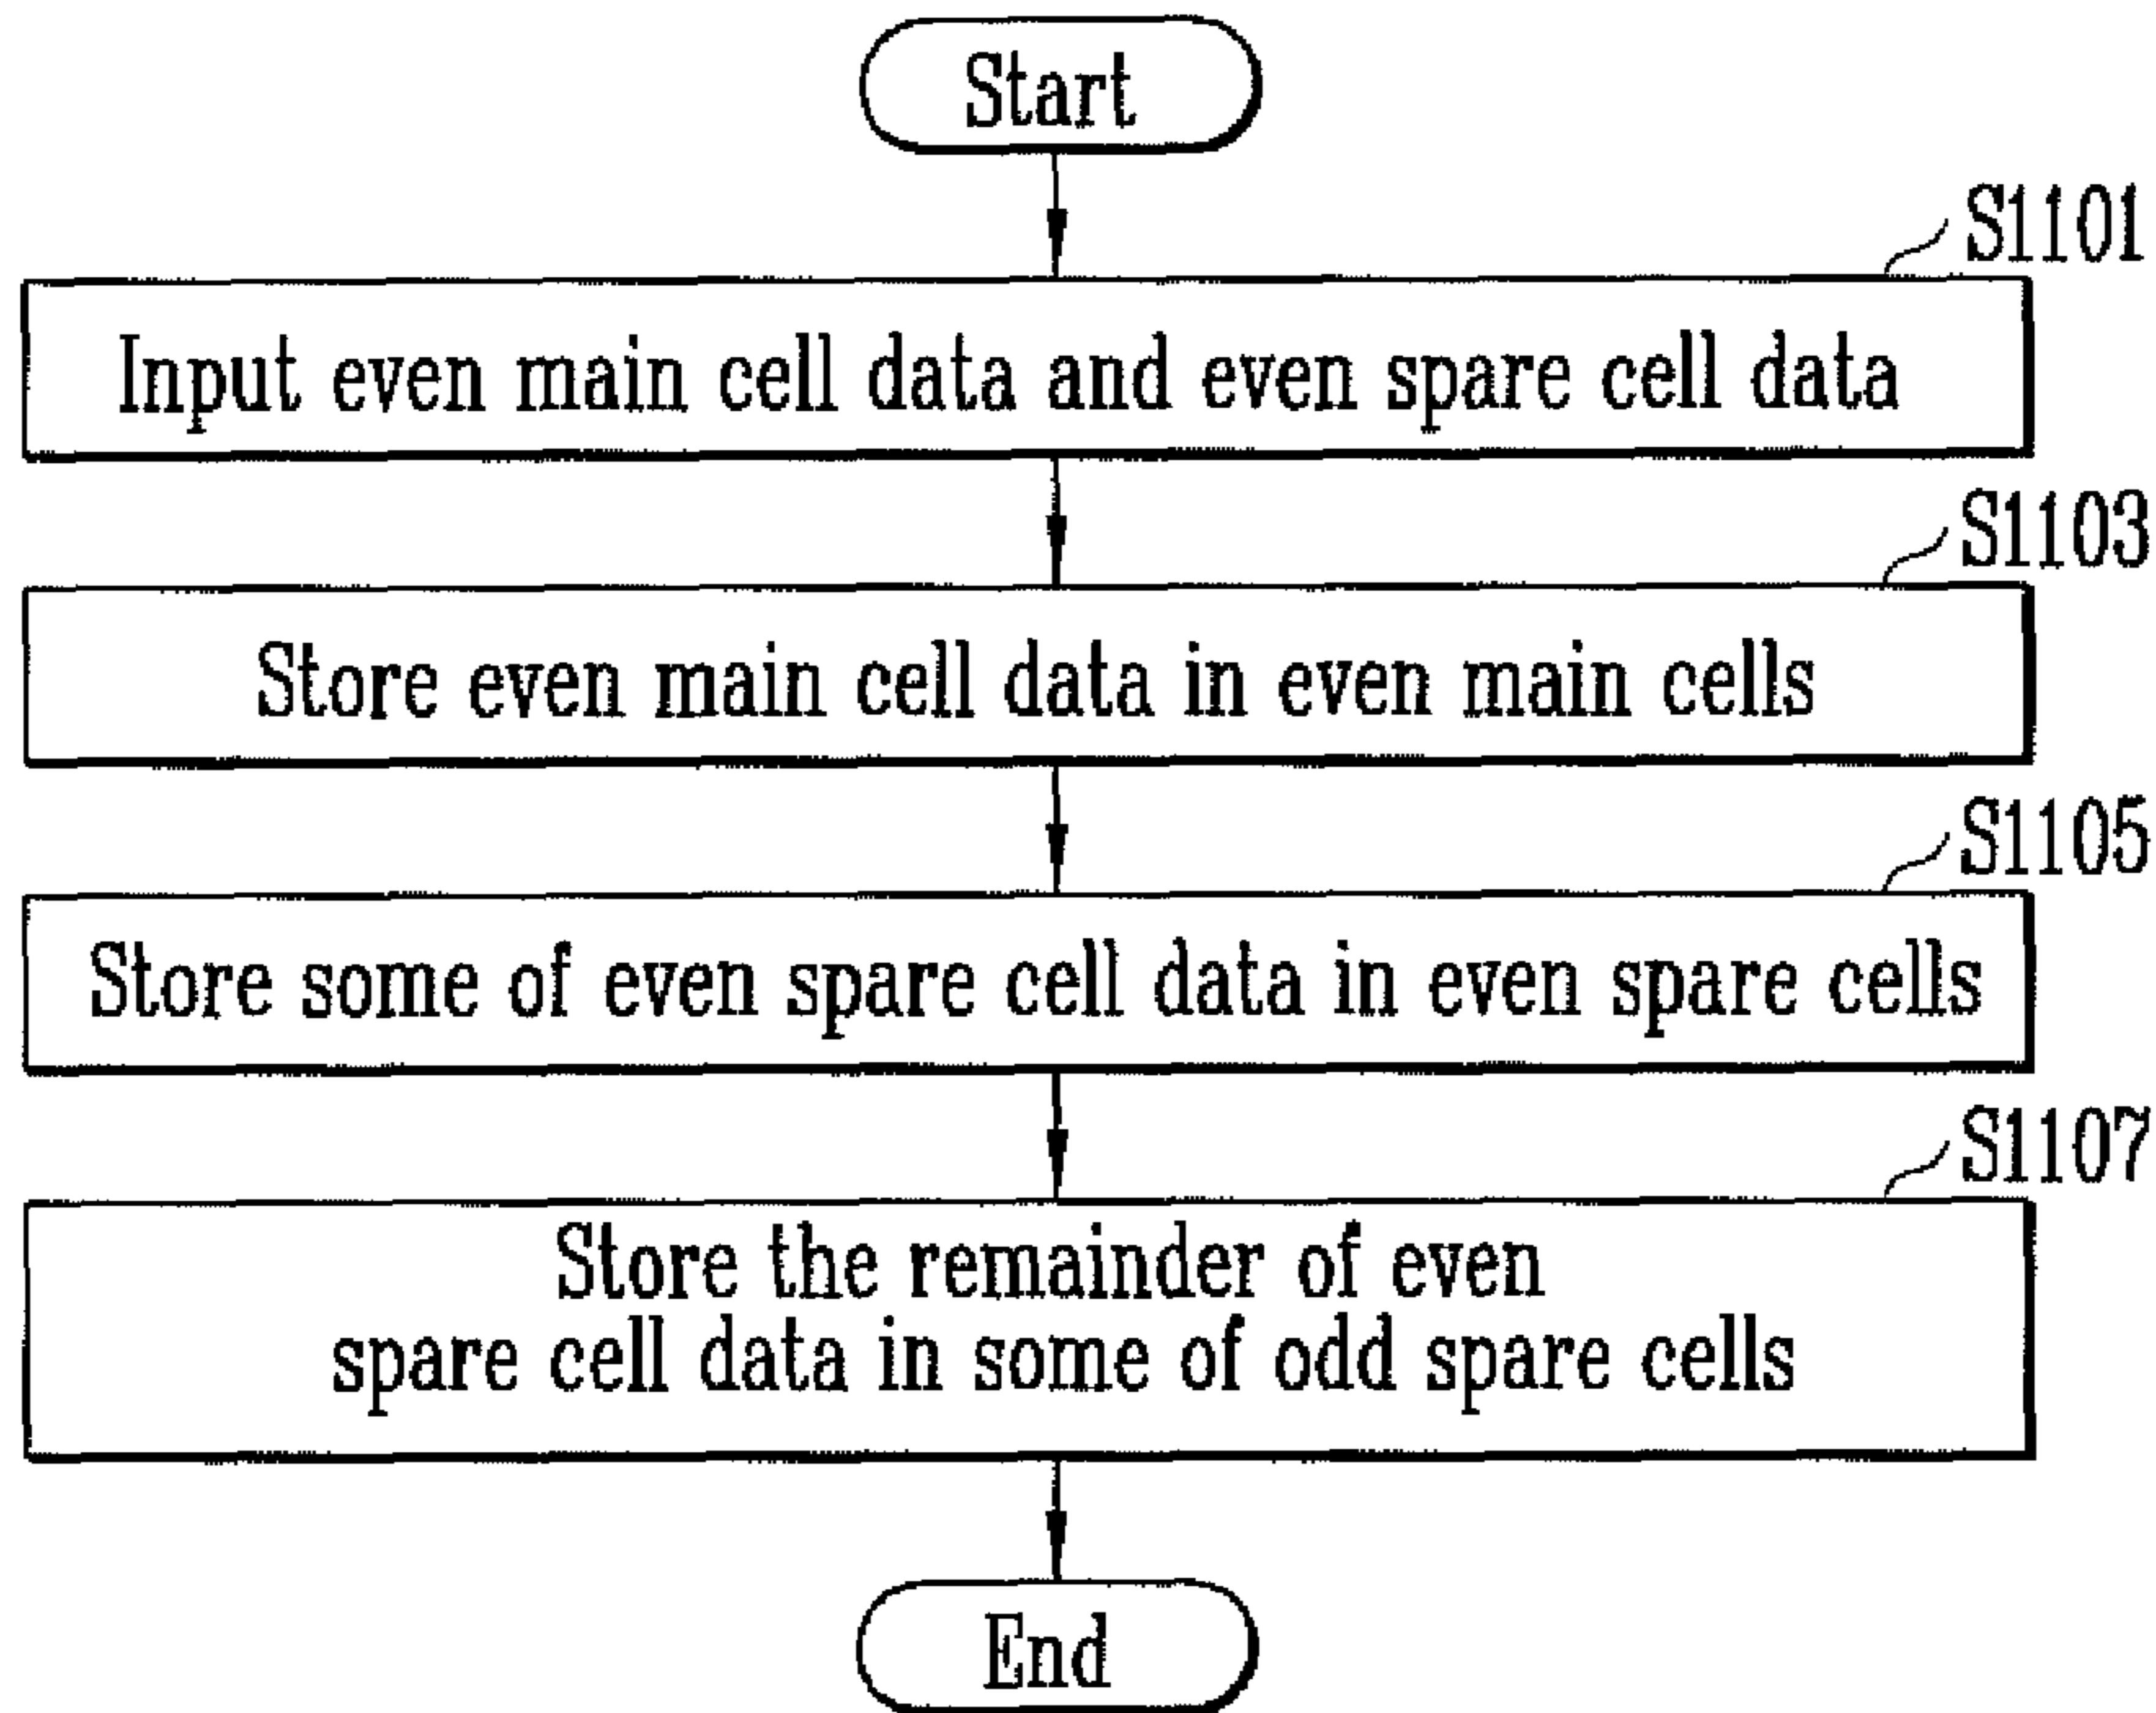 Start
S1101
Input even main cell data and even spare cell data
S1103
Store even main cell data in even main cells
S1105
Store some of even spare cell data in even spare cells
S1107
Store the remainder of even
spare cell data in some of odd spare cells
End